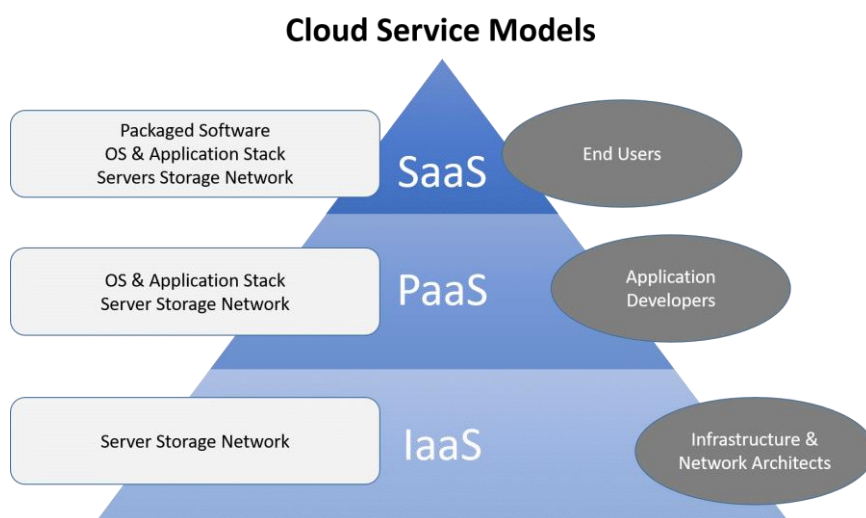 Cloud Service Models
Packaged Software
OS & Application Stack
Servers Storage Network
SaaS
End Users
OS & Application Stack
Server Storage Network
PaaS
Application
Developers
Server Storage Network
IaaS
Infrastructure &
Network Architects